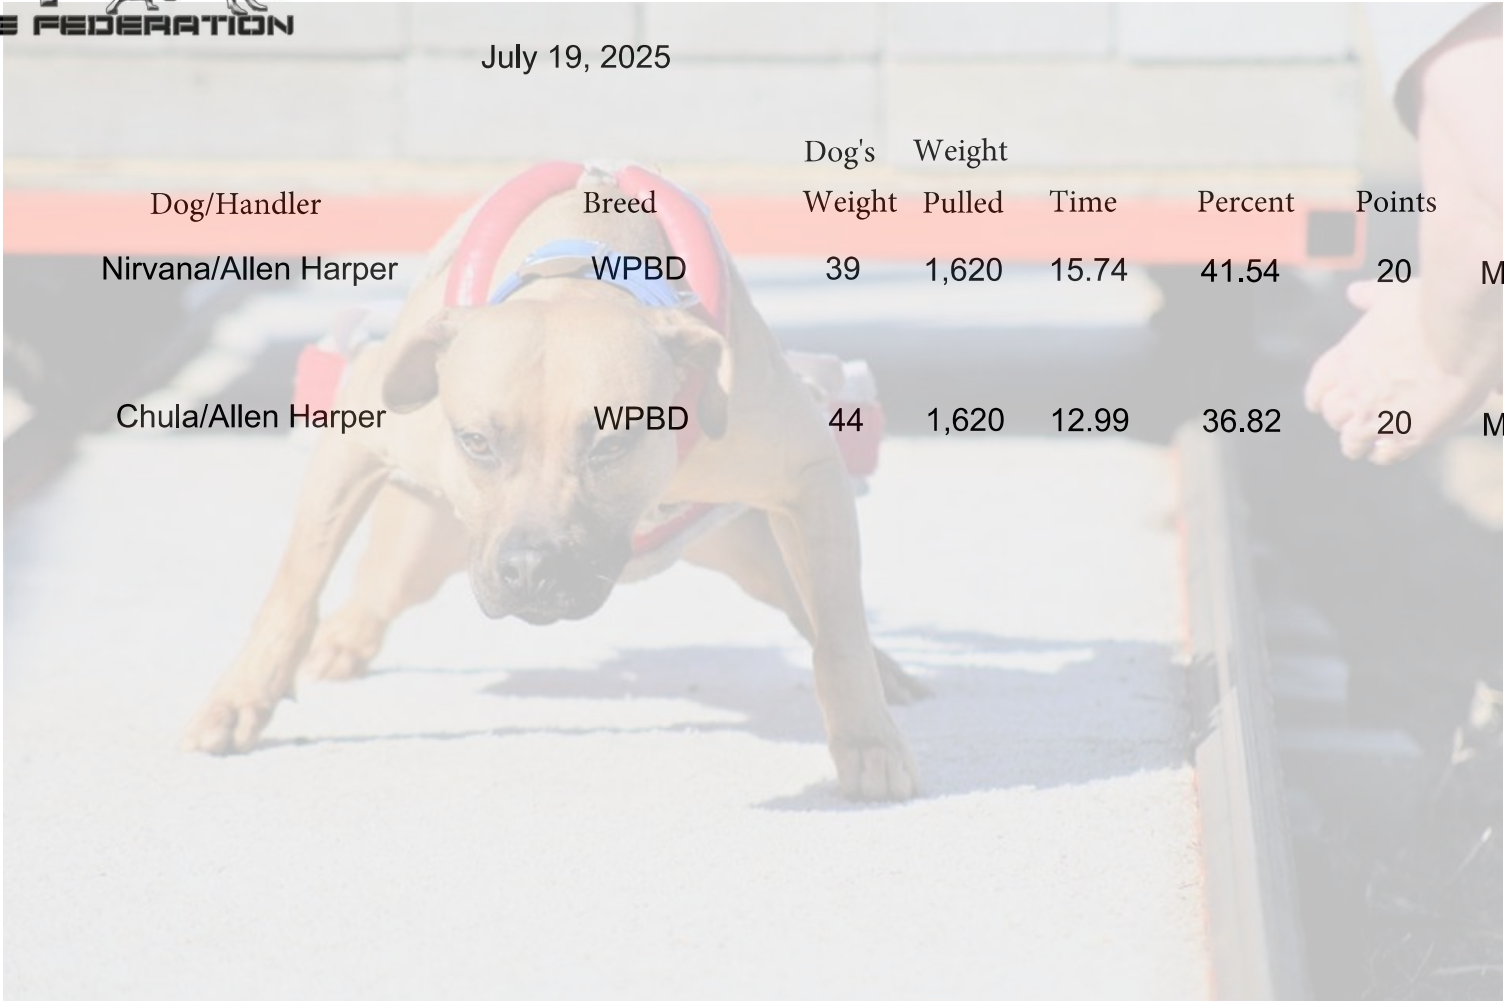 FEDERATION
July 19, 2025
Dog's Weight
Dog/Handler Breed Weight Pulled Time Percent Points
Nirvana/Allen Harper WPBD 39 1,620 15.74 41.54 20 M
Chula/Allen Harper WPBD 44 1,620 12.99 36.82 20 M